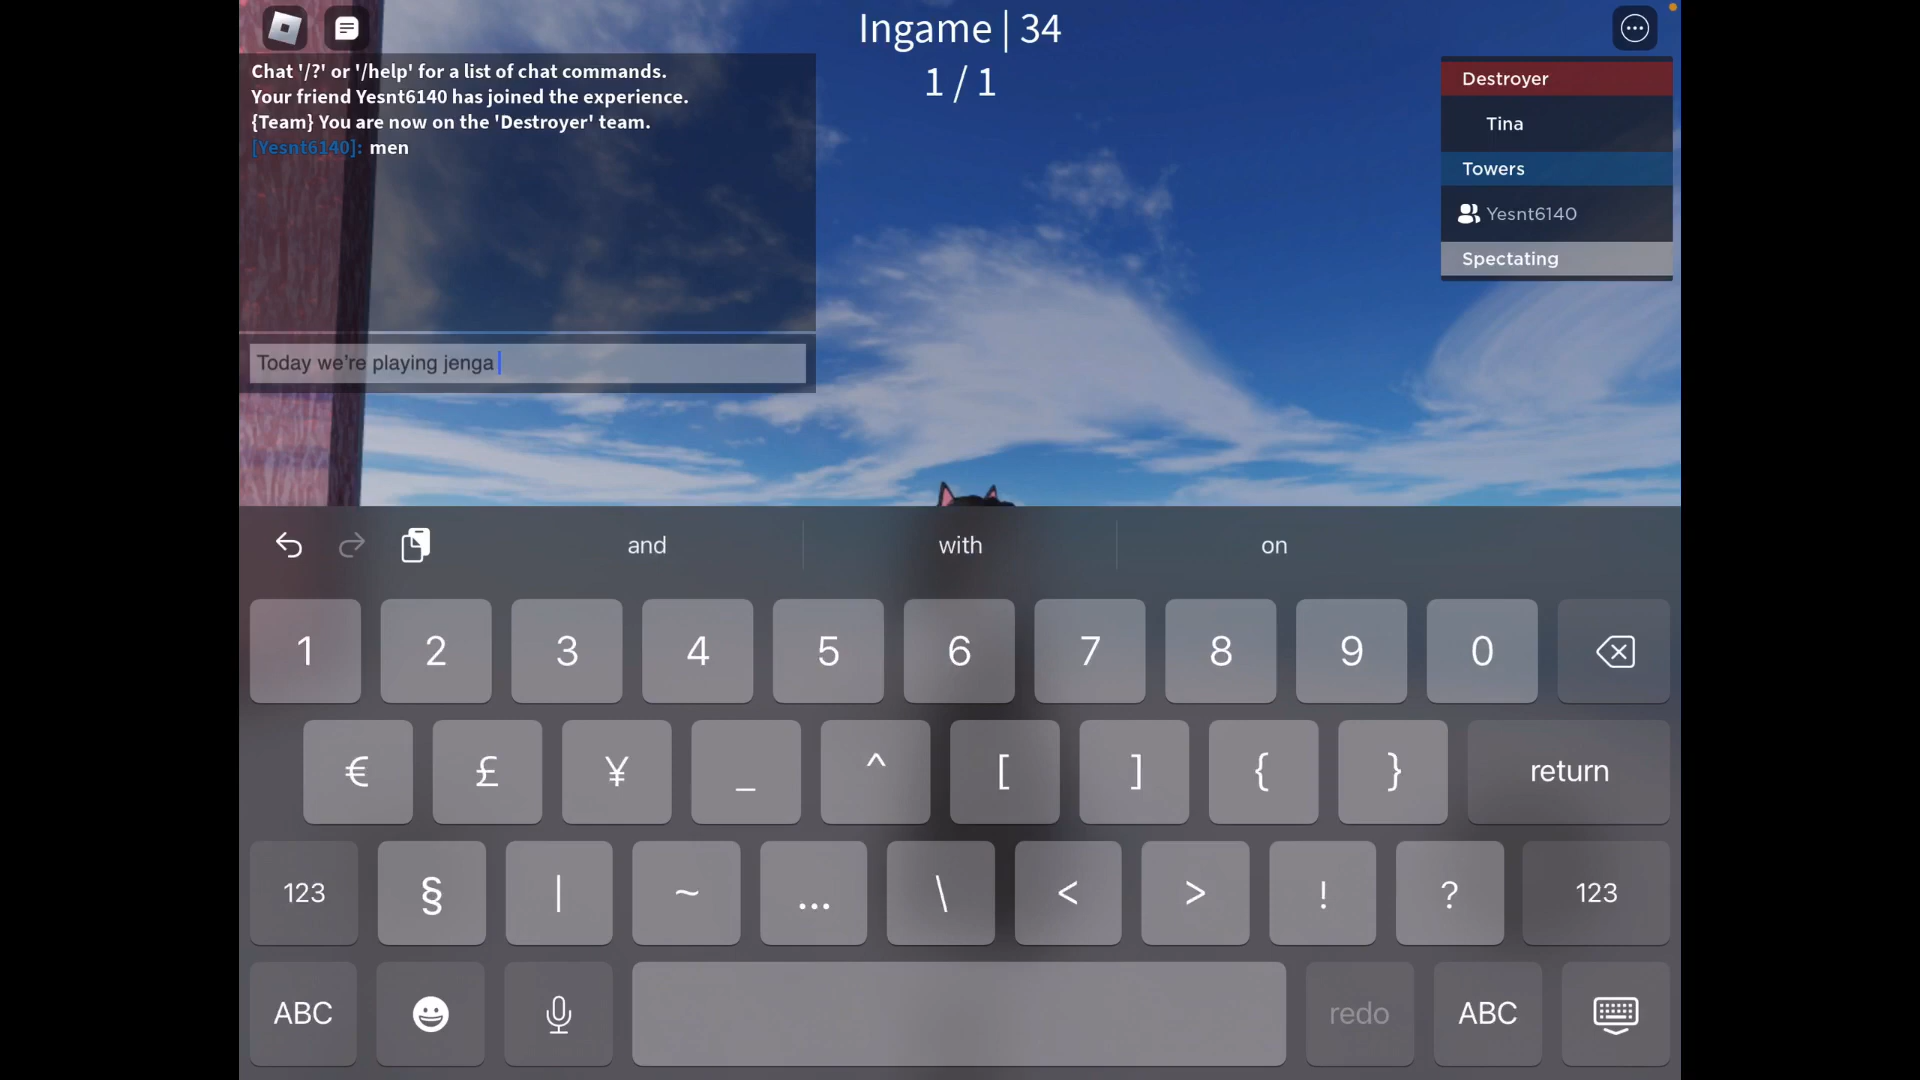 Ingame | 34
1 / 1
Chat '/?' or '/help' for a list of chat commands.
Your friend Yesnt6140 has joined the experience.
{Team} You are now on the 'Destroyer' team.
[Yesnt6140]: men
Today we're playing jenga
Destroyer
Tina
Towers
Yesnt6140
Spectating
and with on
1 2 3 4 5 6 7 8 9 0
€ £ ¥ _ ^ [ ] { } return
123 § | ~ ... \ < > ! ? 123
ABC redo ABC